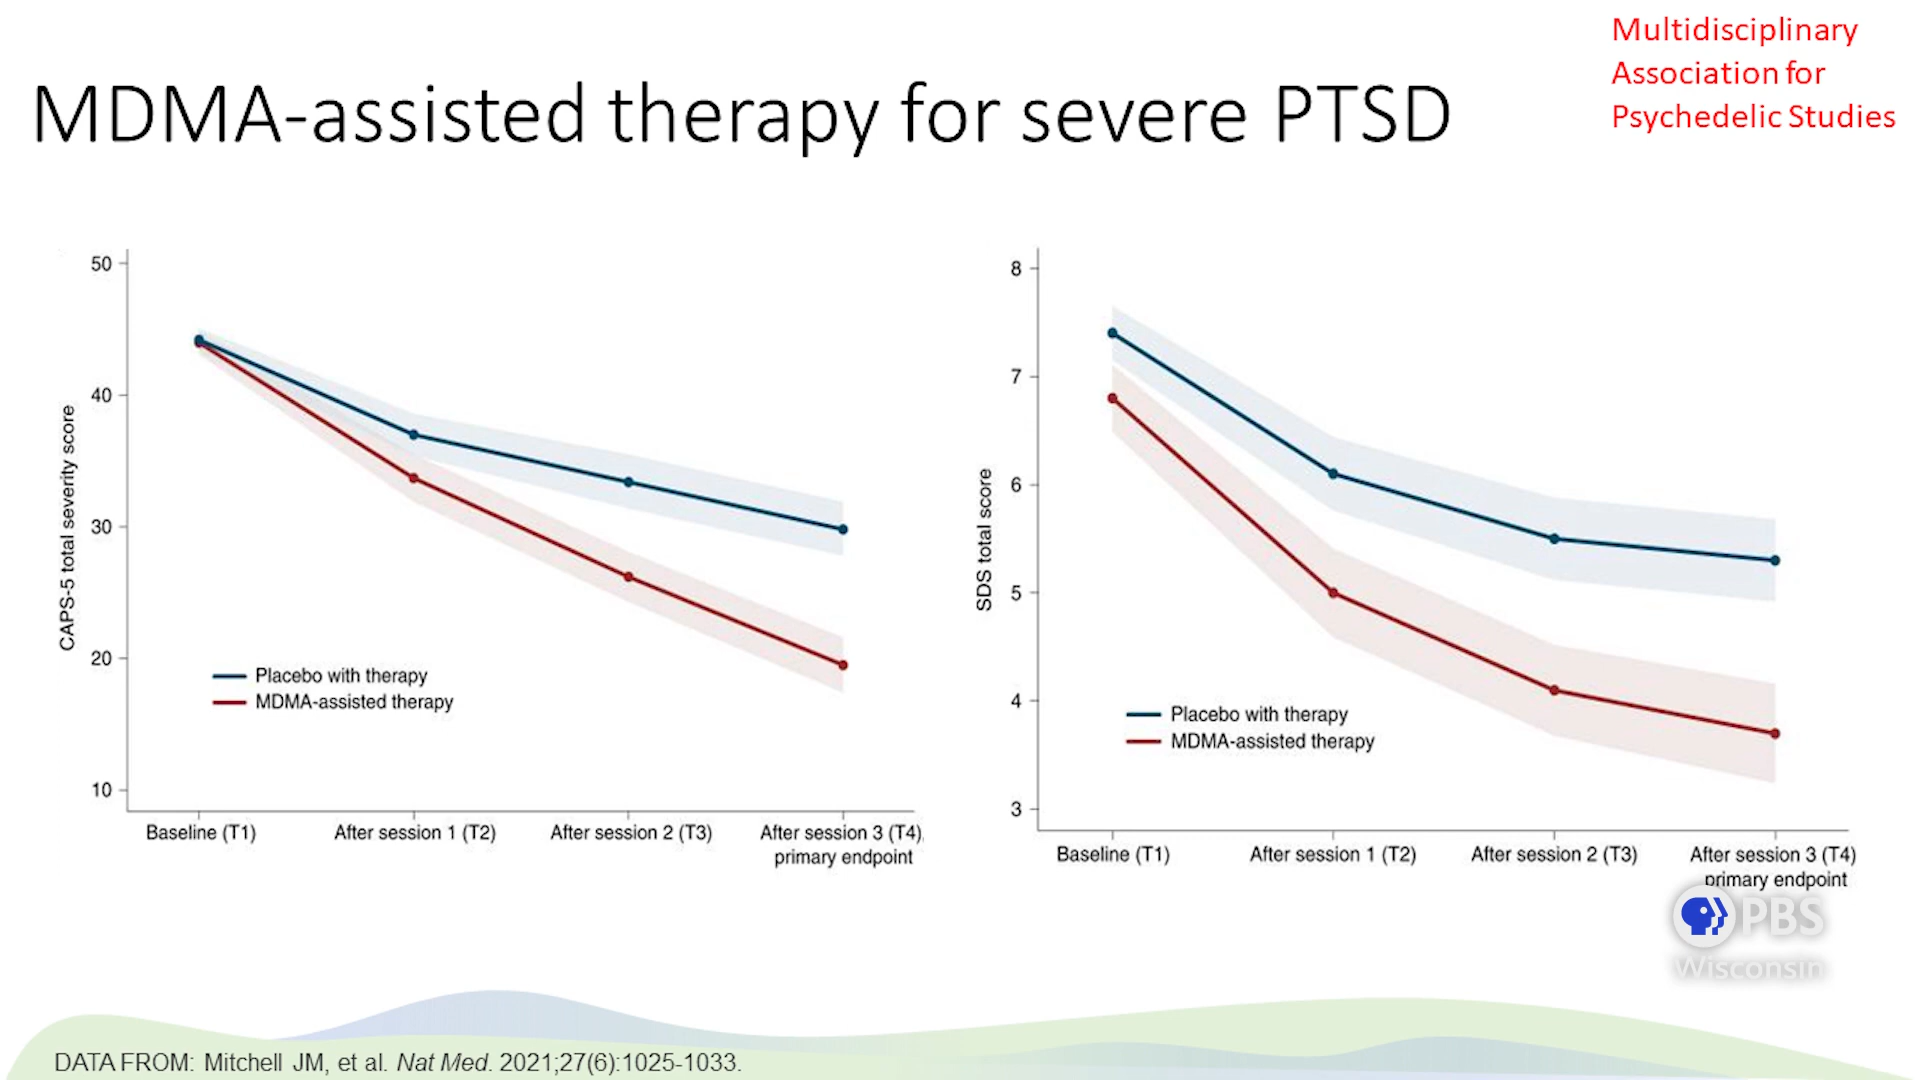 Multidisciplinary
Association for
Psychedelic Studies
MDMA-assisted therapy for severe PTSD
50
40
30
20
10
CAPS-5 total severity score
Placebo with therapy
MDMA-assisted therapy
Baseline (T1)
After session 1 (T2)
After session 2 (T3)
After session 3 (T4),
primary endpoint
8
7
6
5
4
3
SDS total score
Placebo with therapy
MDMA-assisted therapy
Baseline (T1)
After session 1 (T2)
After session 2 (T3)
After session 3 (T4)
primary endpoint
PBS
Wisconsin
DATA FROM: Mitchell JM, et al. Nat Med. 2021;27(6):1025-1033.